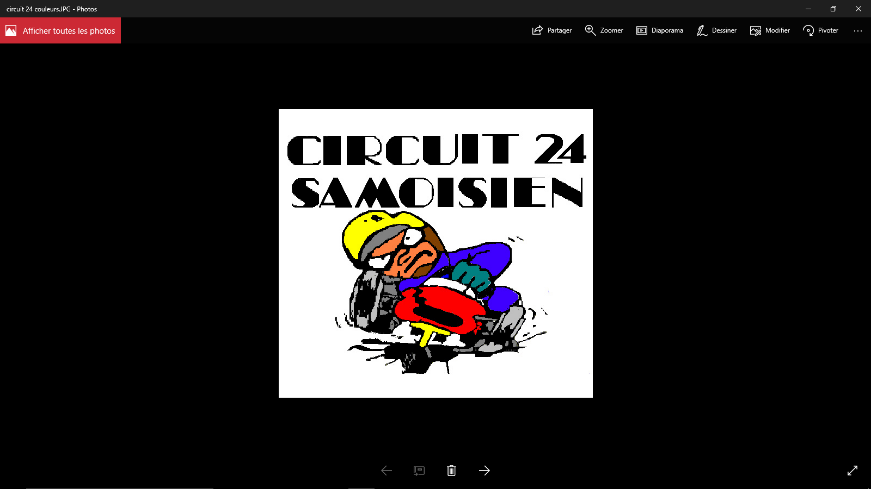 circuit 24 couleurs.JPG - Photos
Afficher toutes les photos
Partager
Zoomer
Diaporama
Dessiner
Modifier
Pivoter
CIRCUIT 24
SAMOISIEN